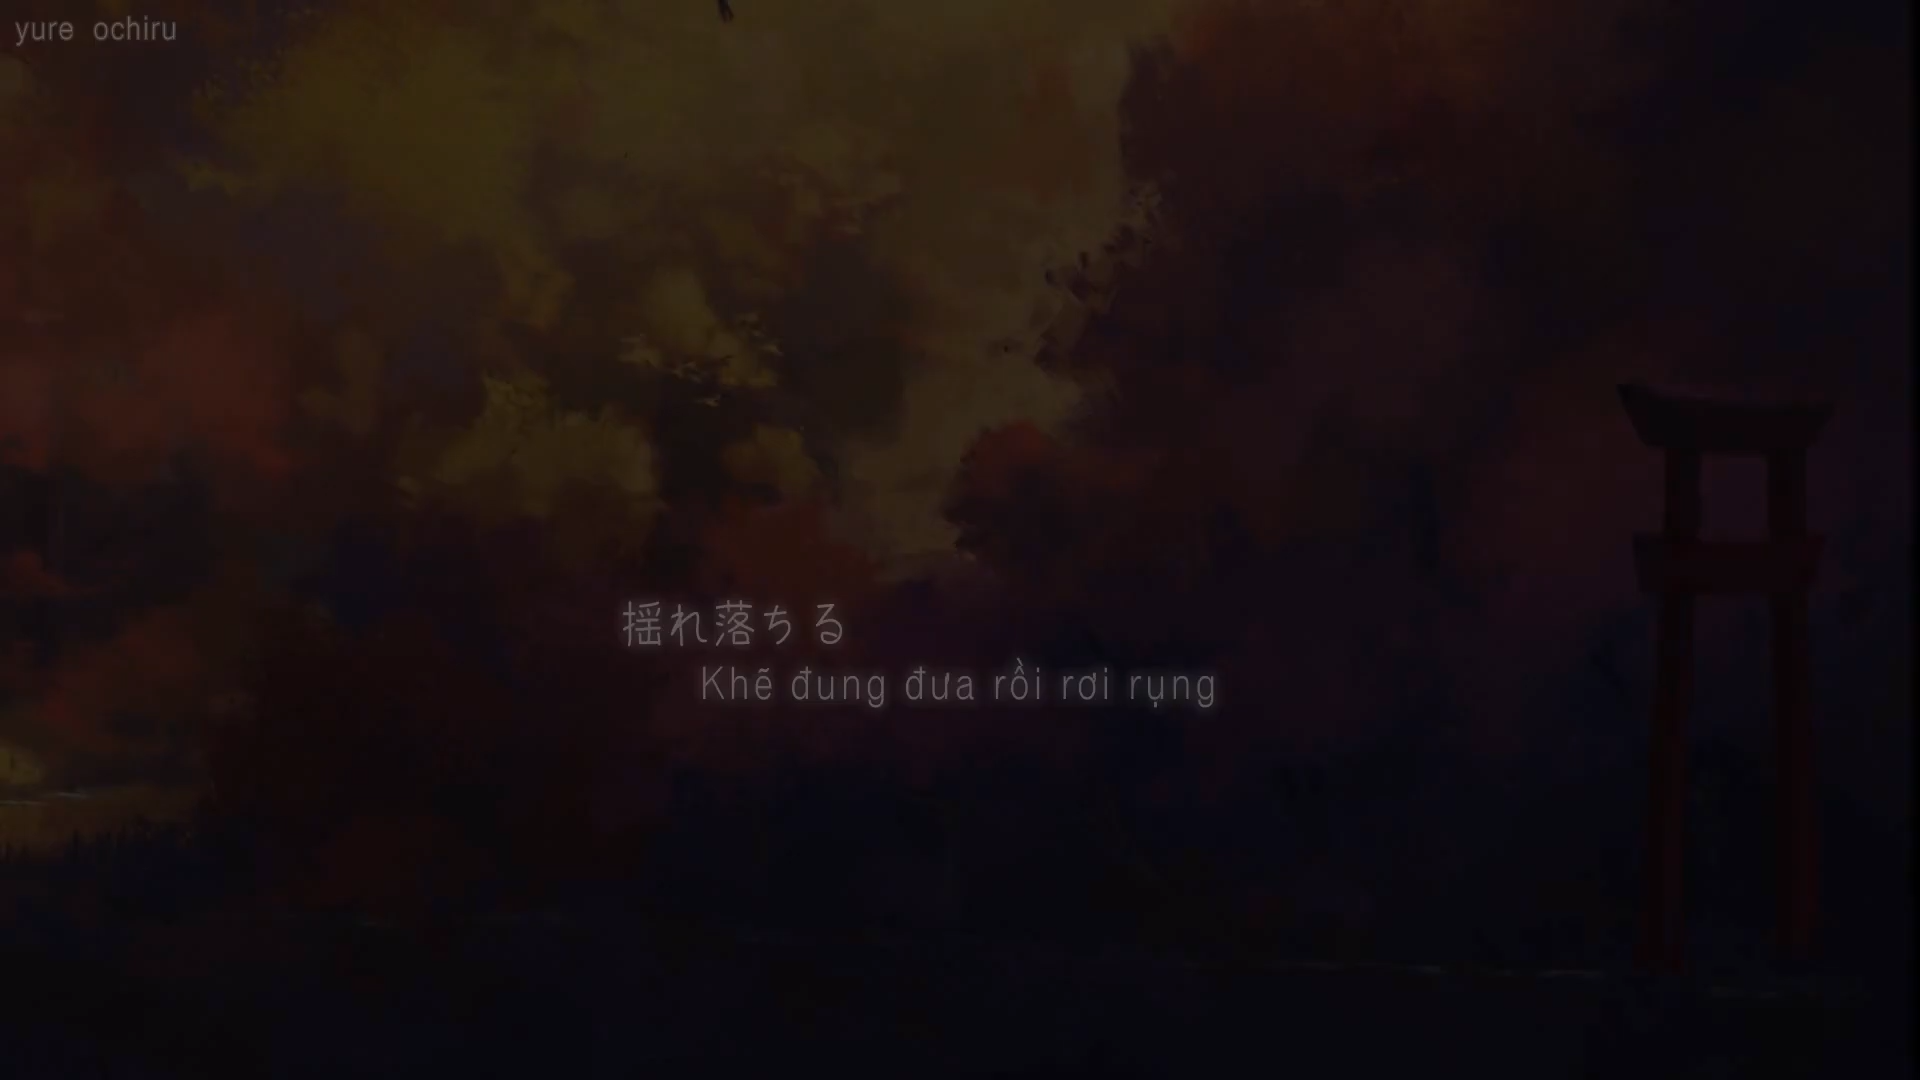 yure ochiru
揺れ落ちる
Khẽ đung đưa rồi rơi rụng